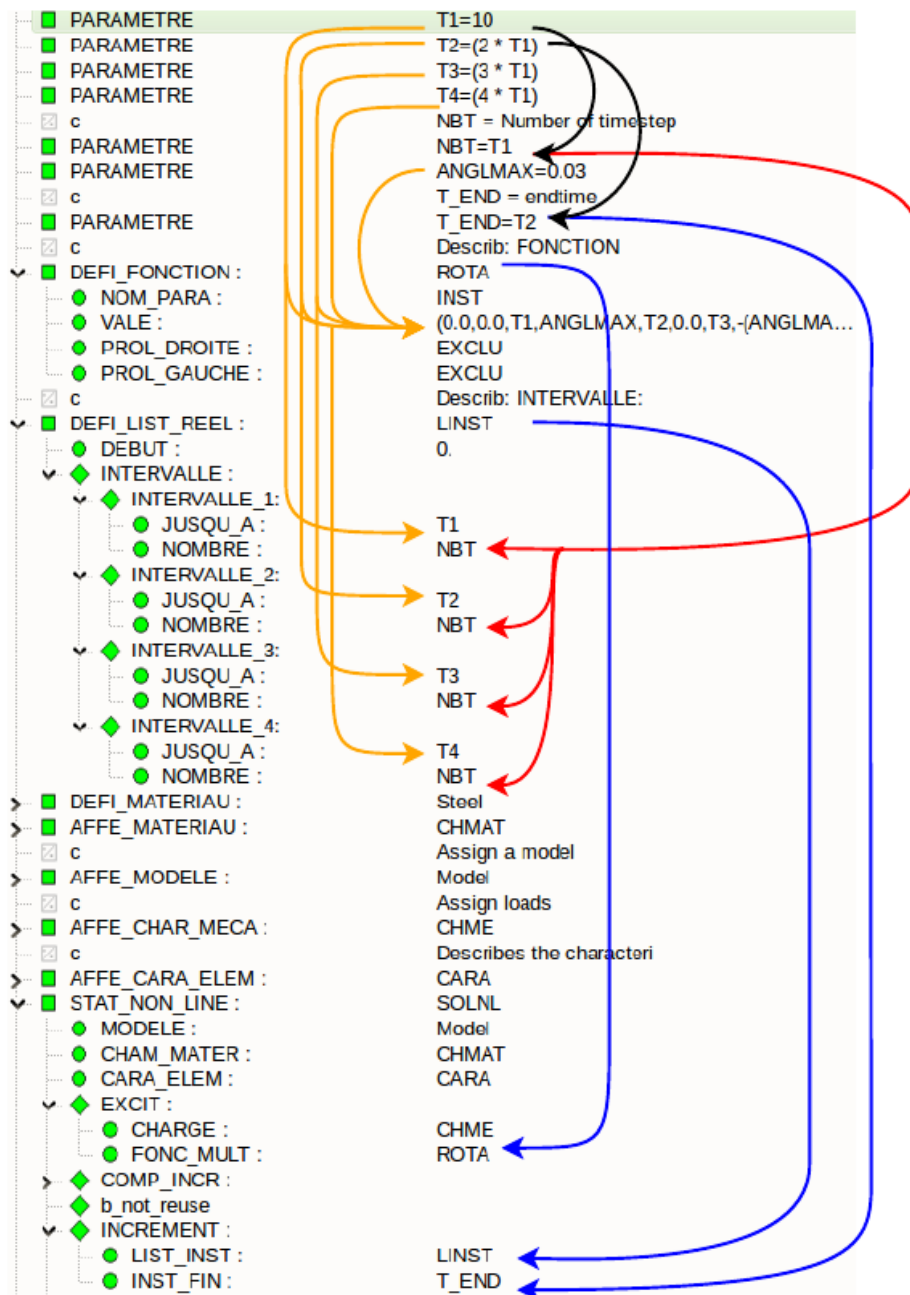 PARAMETRE T1=10
PARAMETRE T2=(2 * T1)
PARAMETRE T3=(3 * T1)
PARAMETRE T4=(4 * T1)
c NBT = Number of timestep
PARAMETRE NBT=T1
PARAMETRE ANGLMAX=0.03
c T_END = endtime
PARAMETRE T_END=T2
c Describ: FONCTION
DEFI_FONCTION : ROTA
NOM_PARA : INST
VALE : (0.0,0.0,T1,ANGLMAX,T2,0.0,T3,-(ANGLMA...
PROL_DROITE : EXCLU
PROL_GAUCHE : EXCLU
c Describ: INTERVALLE:
DEFI_LIST_REEL : LINST
DEBUT : 0.
INTERVALLE :
INTERVALLE_1:
JUSQU_A : T1
NOMBRE : NBT
INTERVALLE_2:
JUSQU_A : T2
NOMBRE : NBT
INTERVALLE_3:
JUSQU_A : T3
NOMBRE : NBT
INTERVALLE_4:
JUSQU_A : T4
NOMBRE : NBT
DEFI_MATERIAU : Steel
AFFE_MATERIAU : CHMAT
c Assign a model
AFFE_MODELE : Model
c Assign loads
AFFE_CHAR_MECA : CHME
c Describes the characteri
AFFE_CARA_ELEM : CARA
STAT_NON_LINE : SOLNL
MODELE : Model
CHAM_MATER : CHMAT
CARA_ELEM : CARA
EXCIT :
CHARGE : CHME
FONC_MULT : ROTA
COMP_INCR :
b_not_reuse
INCREMENT :
LIST_INST : LINST
INST_FIN : T_END